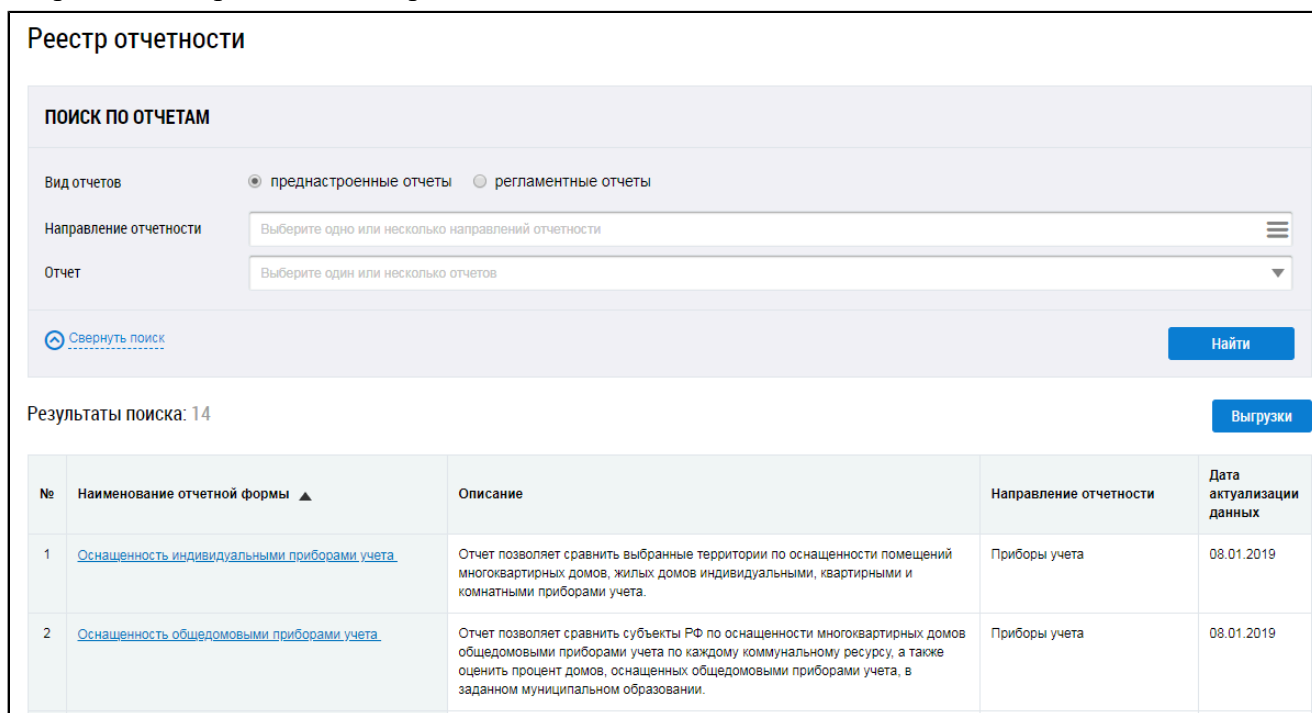 Реестр отчетности
ПОИСК ПО ОТЧЕТАМ
Вид отчетов
преднастроенные отчеты
регламентные отчеты
Направление отчетности
Выберите одно или несколько направлений отчетности
Отчет
Выберите один или несколько отчетов
Свернуть поиск
Найти
Результаты поиска: 14
Выгрузки
№
Наименование отчетной формы
Описание
Направление отчетности
Дата
актуализации
данных
1
Оснащенность индивидуальными приборами учета
Отчет позволяет сравнить выбранные территории по оснащенности помещений
многоквартирных домов, жилых домов индивидуальными, квартирными и
комнатными приборами учета.
Приборы учета
08.01.2019
2
Оснащенность общедомовыми приборами учета
Отчет позволяет сравнить субъекты РФ по оснащенности многоквартирных домов
общедомовыми приборами учета по каждому коммунальному ресурсу, а также
оценить процент домов, оснащенных общедомовыми приборами учета, в
заданном муниципальном образовании.
Приборы учета
08.01.2019